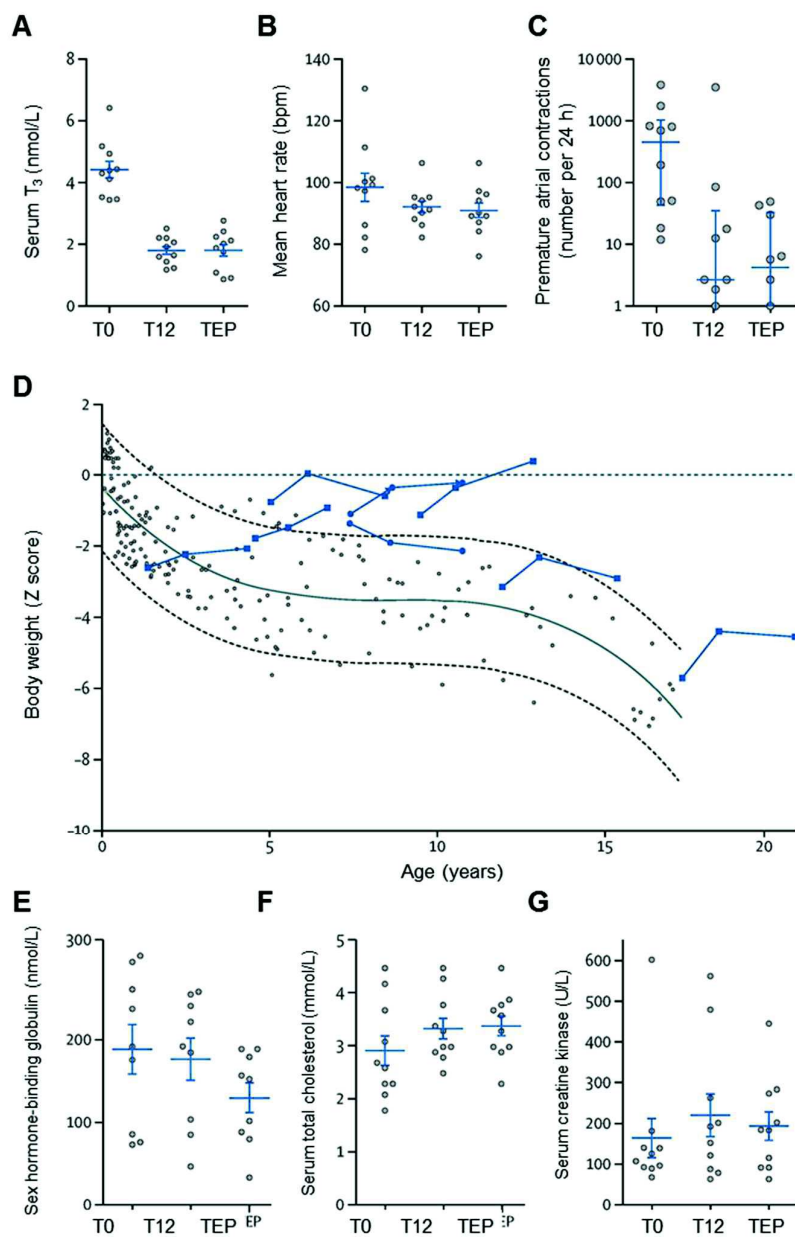 A
B
C
Serum T3 (nmol/L)
8
6
4
2
0
T0 T12 TEP
Mean heart rate (bpm)
140
120
100
80
60
T0 T12 TEP
Premature atrial contractions
(number per 24 h)
10 000
1000
100
10
1
T0 T12 TEP
D
Body weight (Z score)
2
0
-2
-4
-6
-8
-10
0 5 10 15 20
Age (years)
E
F
G
Sex hormone-binding globulin (nmol/L)
300
200
100
0
T0 T12 TEP EP
Serum total cholesterol (mmol/L)
5
4
3
2
1
0
T0 T12 TEP EP
Serum creatine kinase (U/L)
600
500
400
300
200
100
0
T0 T12 TEP